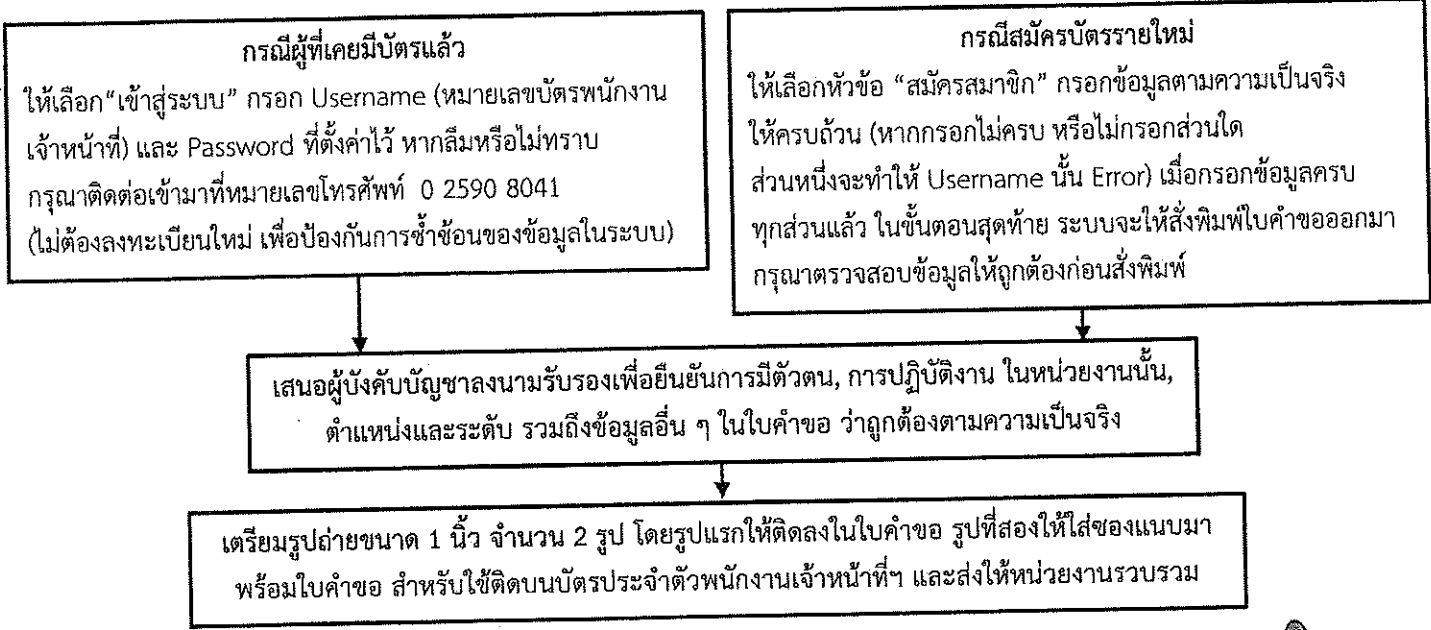 กรณีผู้ที่เคยมีบัตรแล้ว
ให้เลือก“เข้าสู่ระบบ” กรอก Username (หมายเลขบัตรพนักงาน
เจ้าหน้าที่) และ Password ที่ตั้งค่าไว้ หากลืมหรือไม่ทราบ
กรุณาติดต่อเข้ามาที่หมายเลขโทรศัพท์ 0 2590 8041
(ไม่ต้องลงทะเบียนใหม่ เพื่อป้องกันการซ้ำซ้อนของข้อมูลในระบบ)
กรณีสมัครบัตรรายใหม่
ให้เลือกหัวข้อ “สมัครสมาชิก” กรอกข้อมูลตามความเป็นจริง
ให้ครบถ้วน (หากกรอกไม่ครบ หรือไม่กรอกส่วนใด
ส่วนหนึ่งจะทำให้ Username นั้น Error) เมื่อกรอกข้อมูลครบ
ทุกส่วนแล้ว ในขั้นตอนสุดท้าย ระบบจะให้สั่งพิมพ์ใบคำขอออกมา
กรุณาตรวจสอบข้อมูลให้ถูกต้องก่อนสั่งพิมพ์
เสนอผู้บังคับบัญชาลงนามรับรองเพื่อยืนยันการมีตัวตน, การปฏิบัติงาน ในหน่วยงานนั้น,
ตำแหน่งและระดับ รวมถึงข้อมูลอื่น ๆ ในใบคำขอ ว่าถูกต้องตามความเป็นจริง
เตรียมรูปถ่ายขนาด 1 นิ้ว จำนวน 2 รูป โดยรูปแรกให้ติดลงในใบคำขอ รูปที่สองให้ใส่ซองแนบมา
พร้อมใบคำขอ สำหรับใช้ติดบนบัตรประจำตัวพนักงานเจ้าหน้าที่ฯ และส่งให้หน่วยงานรวบรวม